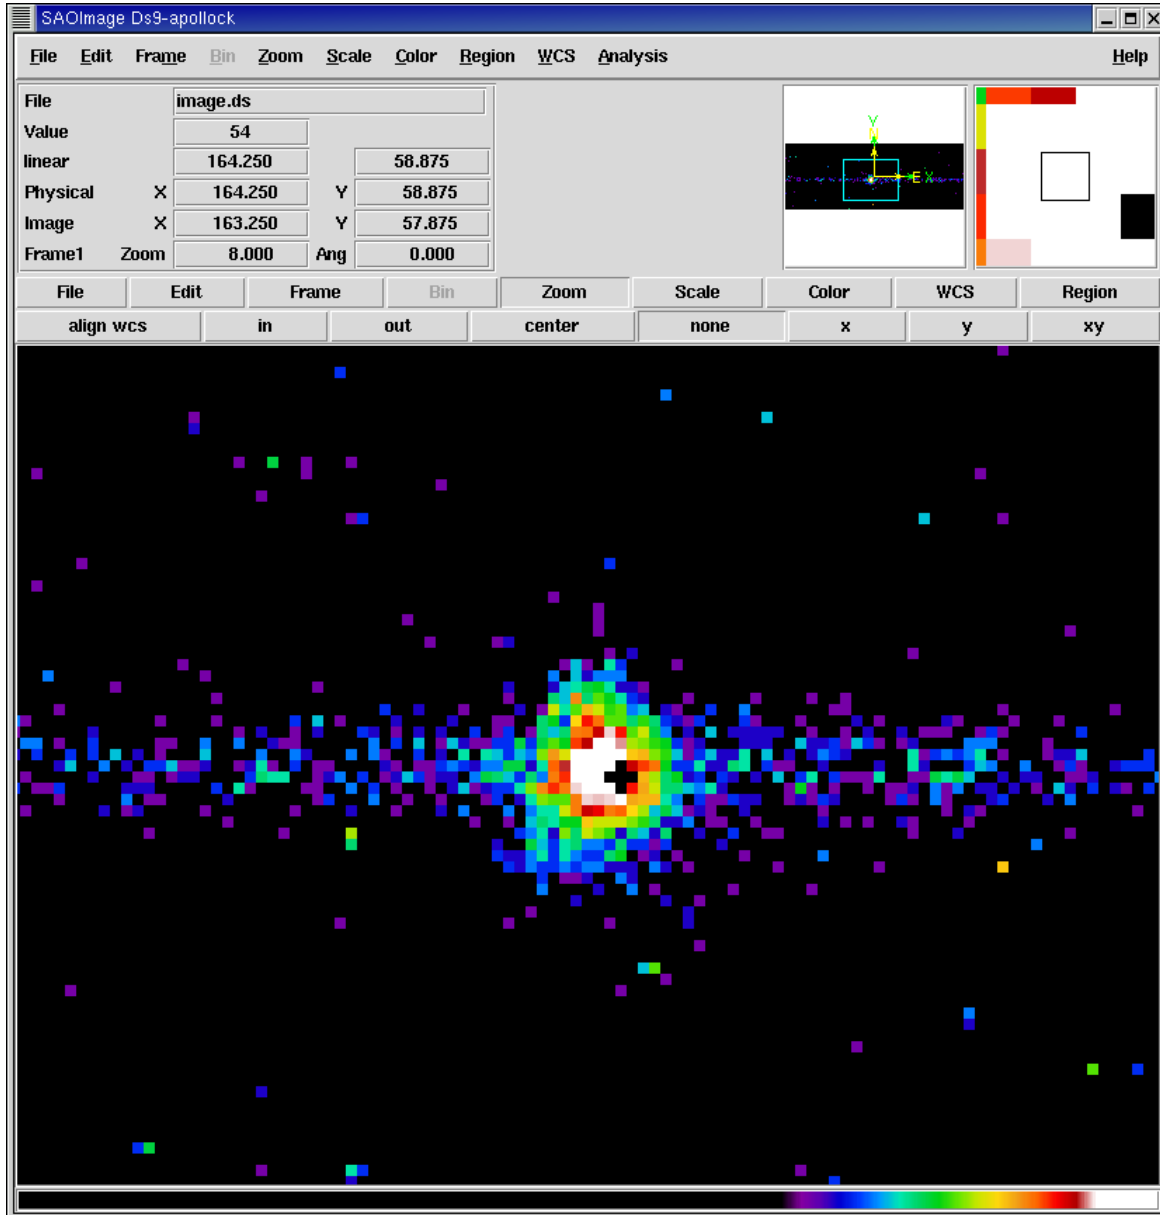 SAOImage Ds9-apollock
File Edit Frame Bin Zoom Scale Color Region WCS Analysis Help
File image.ds
Value 54
linear 164.250 58.875
Physical X 164.250 Y 58.875
Image X 163.250 Y 57.875
Frame1 Zoom 8.000 Ang 0.000
Y
N
E X
File Edit Frame Bin Zoom Scale Color WCS Region
align wcs in out center none x y xy